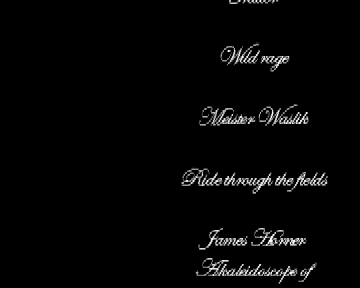 Wild rage
Meister Waslik
Ride through the fields
James Horner
Akaleidoscope of